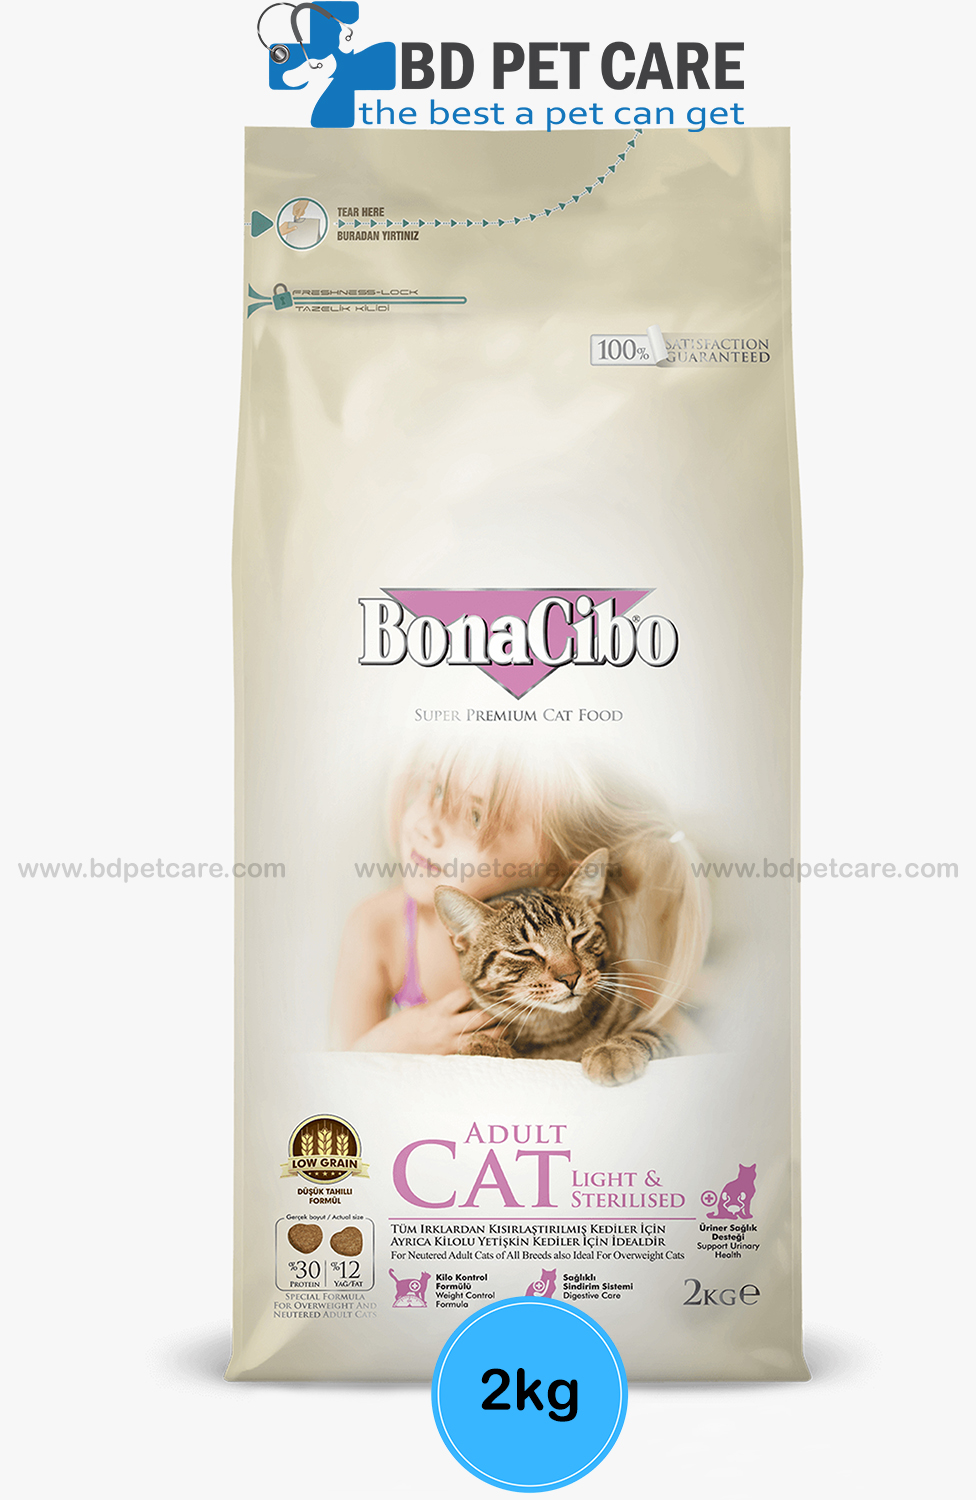 BD PET CARE
the best a pet can get
TEAR HERE
BURADAN YIRTINIZ
FRESHNESS-LOCK
TAZELİK KİLİDİ
100% SATISFACTION
GUARANTEED
BonaCibo®
SUPER PREMIUM CAT FOOD
www.bdpetcare.com www.bdpetcare.com www.bdpetcare.com
LOW GRAIN
DÜŞÜK TAHILLI
FORMÜL
Gerçek boyut / Actual size
%30
PROTEIN
%12
YAĞ/FAT
SPECIAL FORMULA
FOR OVERWEIGHT AND
NEUTERED ADULT CATS
ADULT
CAT
LIGHT &
STERILISED
TÜM IRKLARDAN KISIRLAŞTIRILMIŞ KEDİLER İÇİN
AYRICA KİLOLU YETİŞKİN KEDİLER İÇİN İDEALDİR
For Neutered Adult Cats of All Breeds also Ideal For Overweight Cats
Üriner Sağlık
Desteği
Support Urinary
Health
Kilo Kontrol
Formülü
Weight Control
Formula
Sağlıklı
Sindirim Sistemi
Digestive Care
2KG℮
2kg